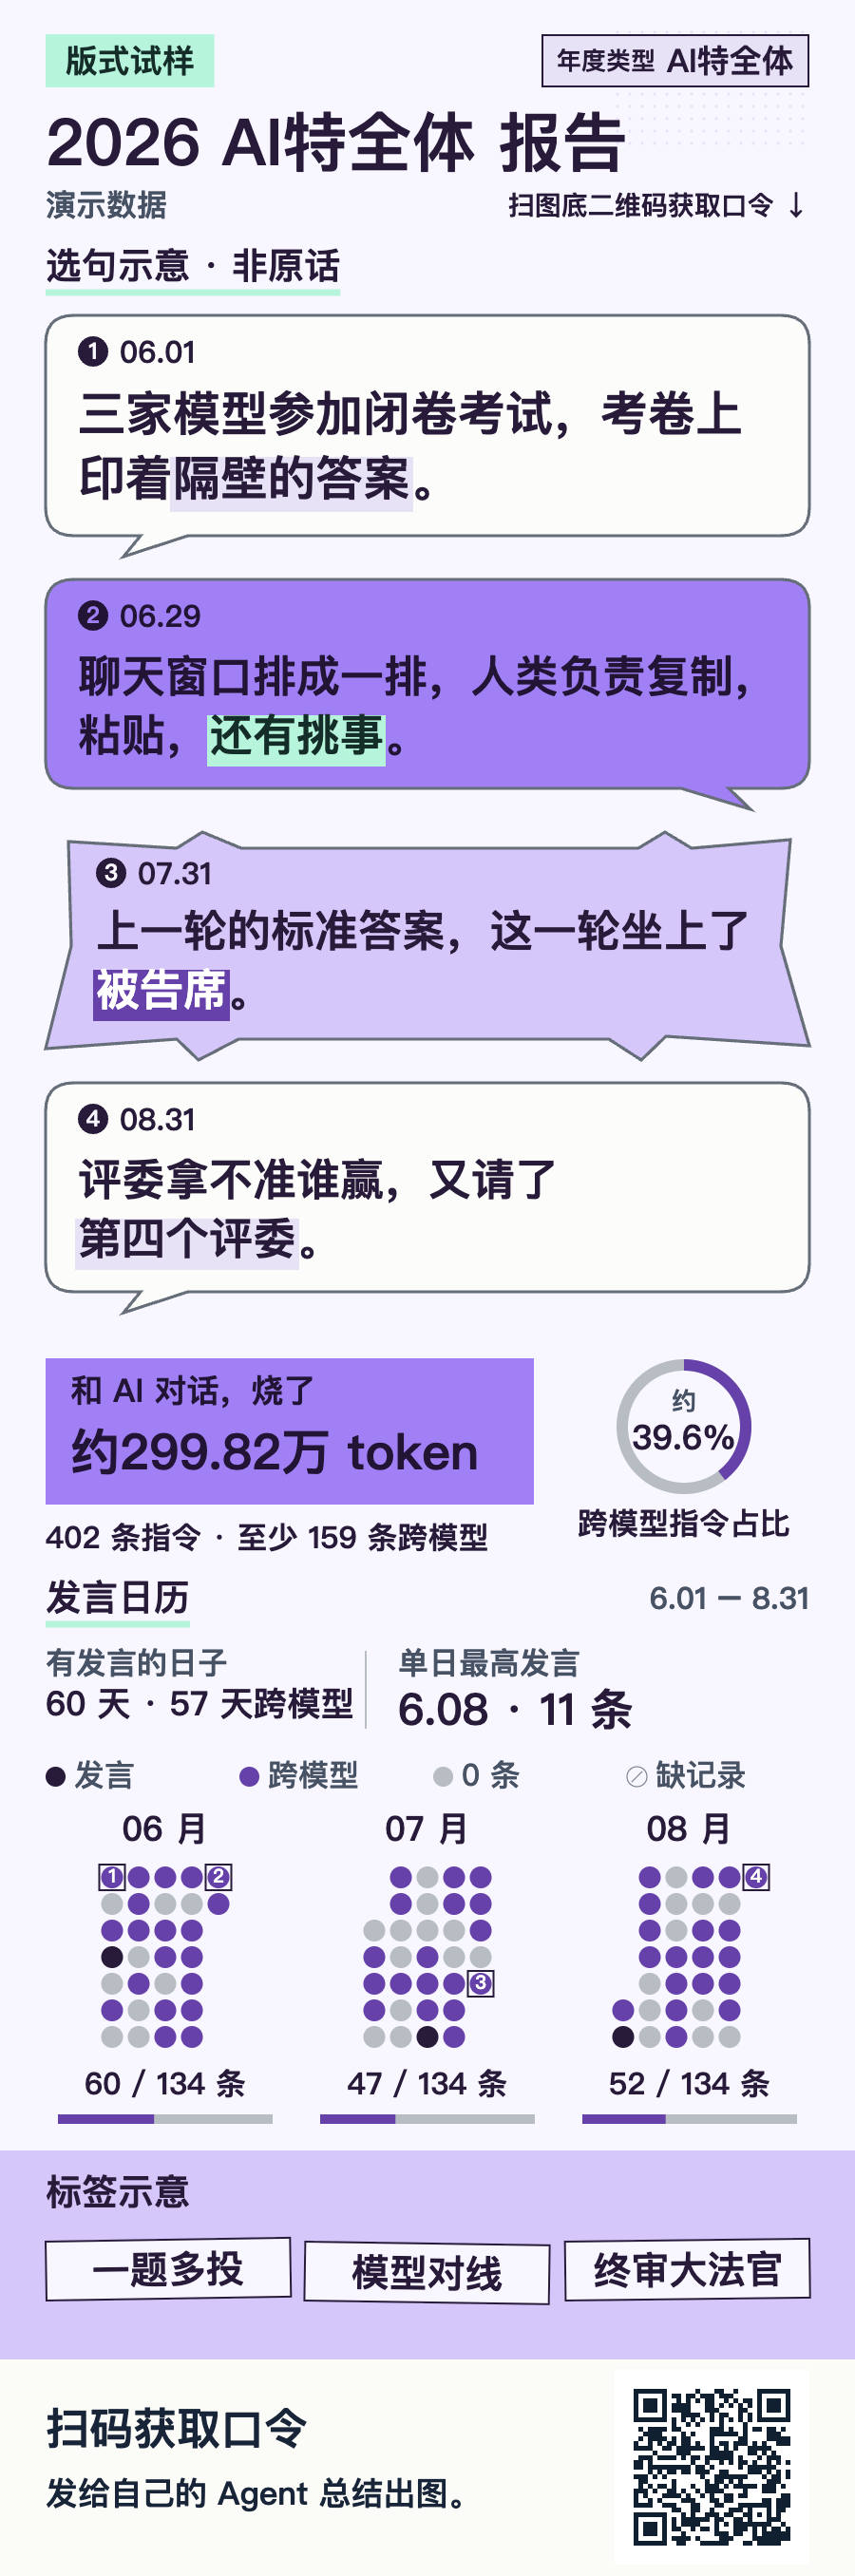 版式试样
年度类型 AI特全体
2026 AI特全体 报告
演示数据
扫图底二维码获取口令 ↓
选句示意 · 非原话
1 06.01
三家模型参加闭卷考试，考卷上
印着隔壁的答案。
2 06.29
聊天窗口排成一排，人类负责复制，
粘贴，还有挑事。
3 07.31
上一轮的标准答案，这一轮坐上了
被告席。
4 08.31
评委拿不准谁赢，又请了
第四个评委。
和 AI 对话，烧了
约299.82万 token
约
39.6%
跨模型指令占比
402 条指令 · 至少 159 条跨模型
发言日历
6.01 — 8.31
有发言的日子
60 天 · 57 天跨模型
单日最高发言
6.08 · 11 条
发言
跨模型
0 条
缺记录
06 月
07 月
08 月
1
2
4
3
60 / 134 条
47 / 134 条
52 / 134 条
标签示意
一题多投
模型对线
终审大法官
扫码获取口令
发给自己的 Agent 总结出图。